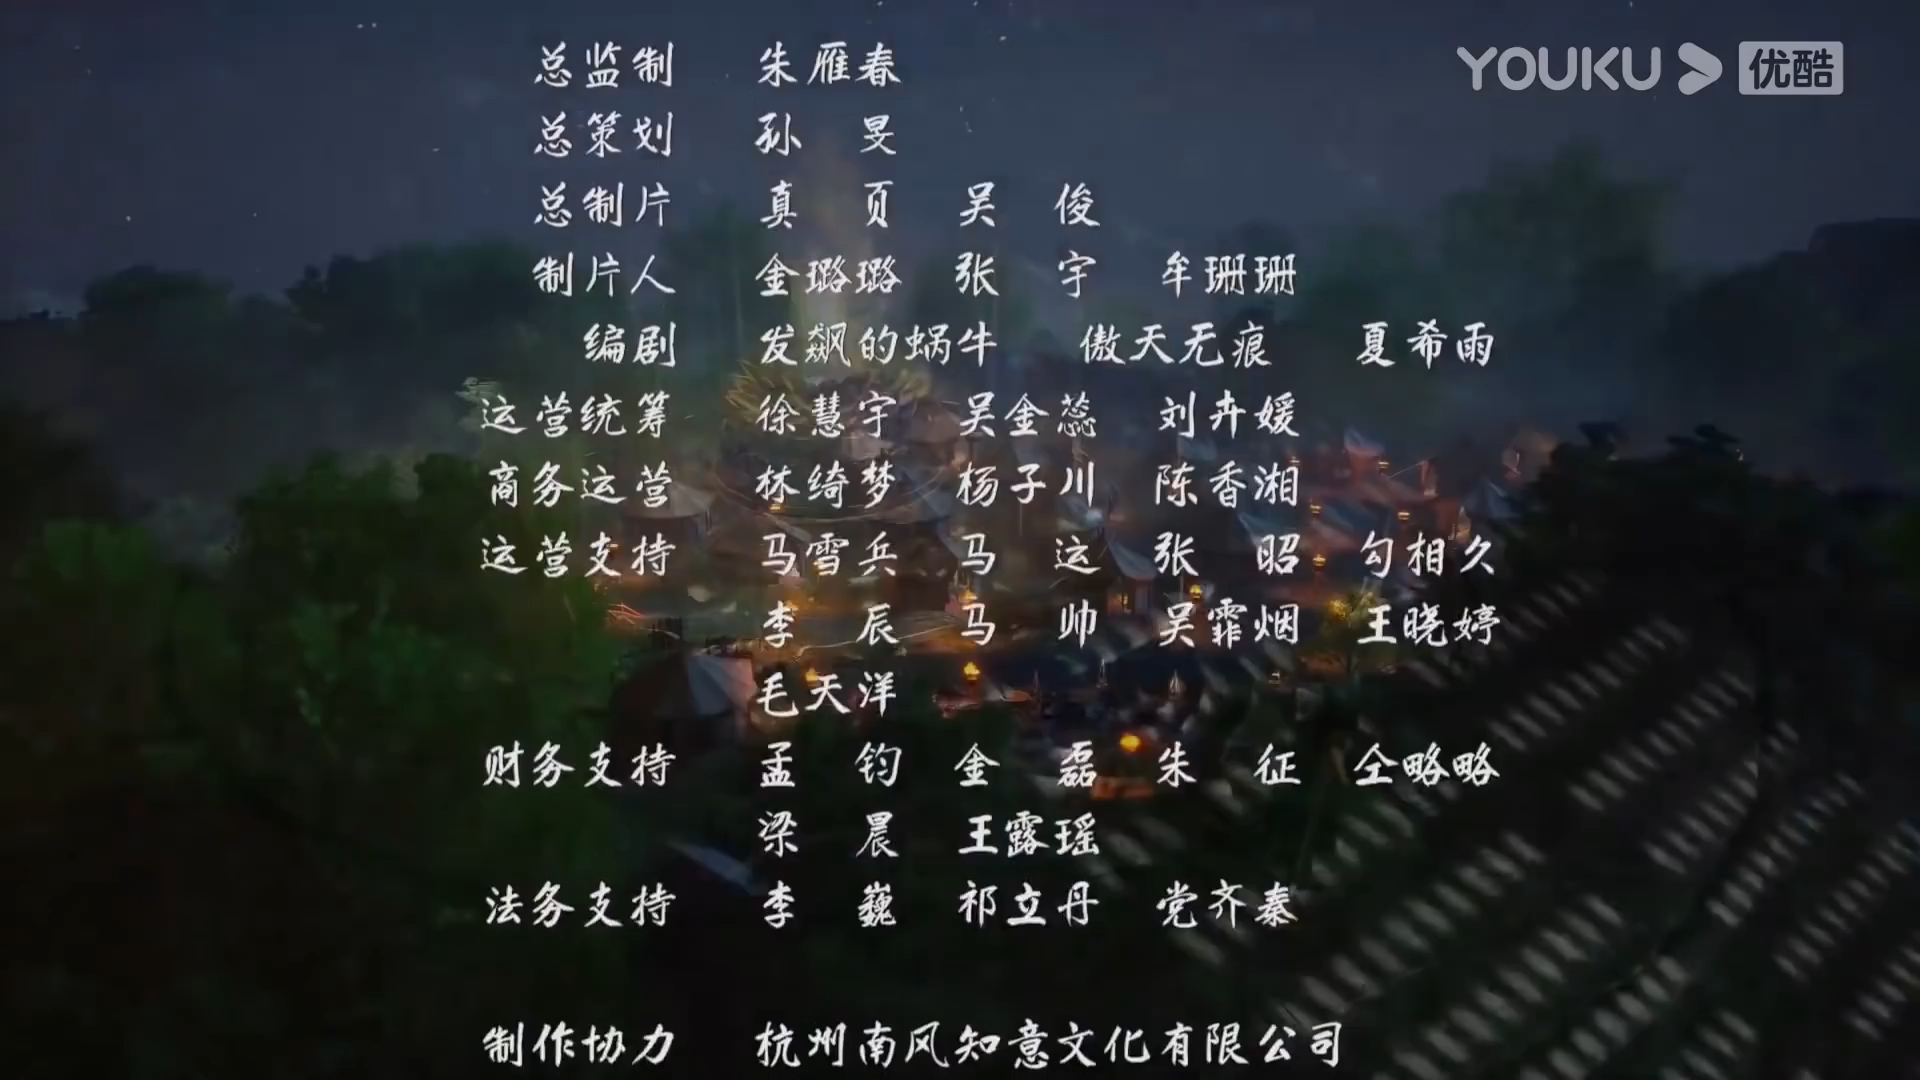 YOUKU 优酷
总监制 朱雁春
总策划 孙旻
总制片 真页 吴俊
制片人 金璐璐 张宇 牟珊珊
编剧 发飙的蜗牛 傲天无痕 夏希雨
运营统筹 徐慧宇 吴金蕊 刘卉媛
商务运营 林绮梦 杨子川 陈香湘
运营支持 马雪兵 马这 张昭 勾相久
李辰 马帅 吴霏烟 王晓婷
毛天洋
财务支持 孟钧 金磊 朱征 仝略略
梁晨 王露瑶
法务支持 李巍 祁立丹 党齐秦
制作协力 杭州南风知意文化有限公司